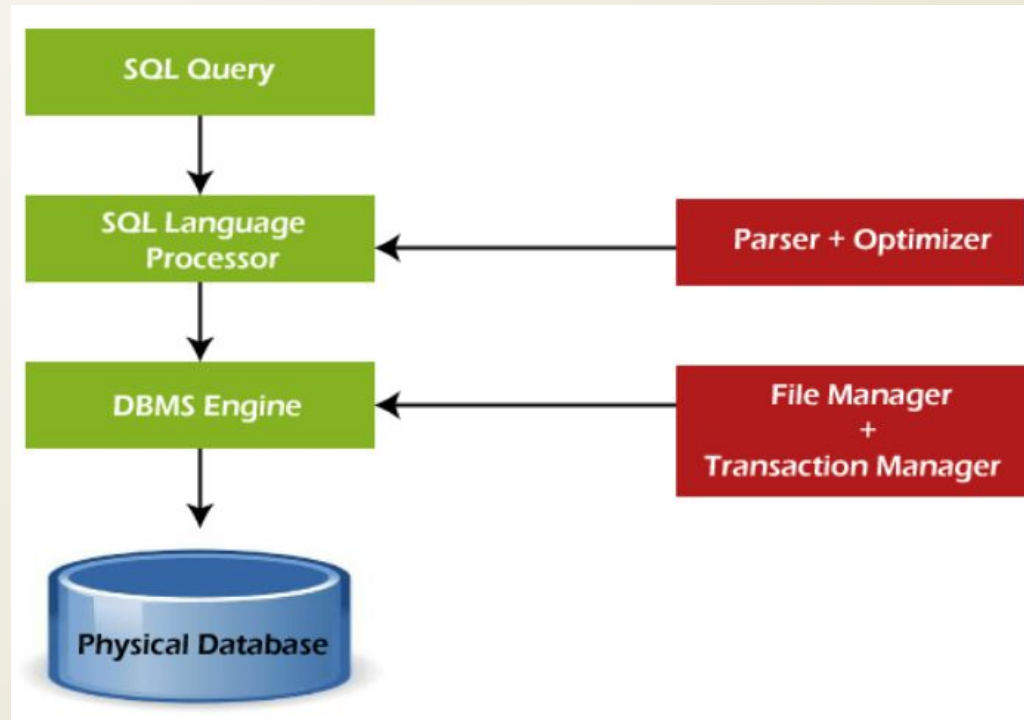 SQL Query
SQL Language
Processor
Parser + Optimizer
DBMS Engine
File Manager
+
Transaction Manager
Physical Database